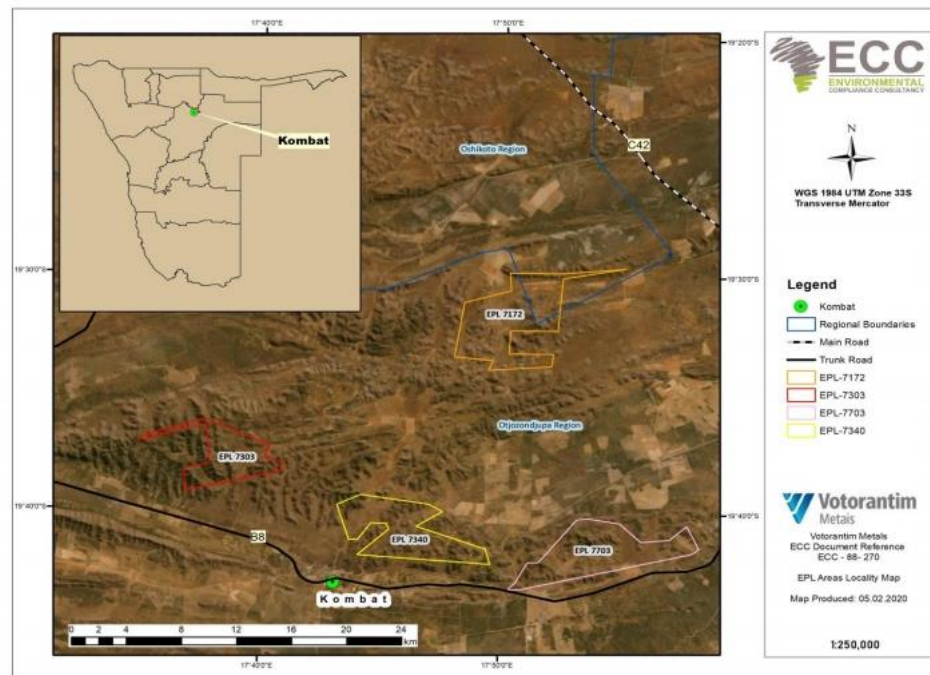 17°40'0"E
17°50'0"E
Kombat
Oshikoto Region
C42
19°20'0"S
19°30'0"S
19°30'0"S
EPL 7172
Otjozondjupa Region
EPL 7303
19°40'0"S
19°40'0"S
B8
EPL 7340
EPL 7703
Kombat
0 2 4 8 12 16 20 24
km
17°40'0"E
17°50'0"E
ECC
ENVIRONMENTAL
COMPLIANCE CONSULTANCY
N
WGS 1984 UTM Zone 33S
Transverse Mercator
Legend
Kombat
Regional Boundaries
Main Road
Trunk Road
EPL-7172
EPL-7303
EPL-7703
EPL-7340
Votorantim
Metais
Votorantim Metals
ECC Document Reference
ECC - 88- 270
EPL Areas Locality Map
Map Produced: 05.02.2020
1:250,000